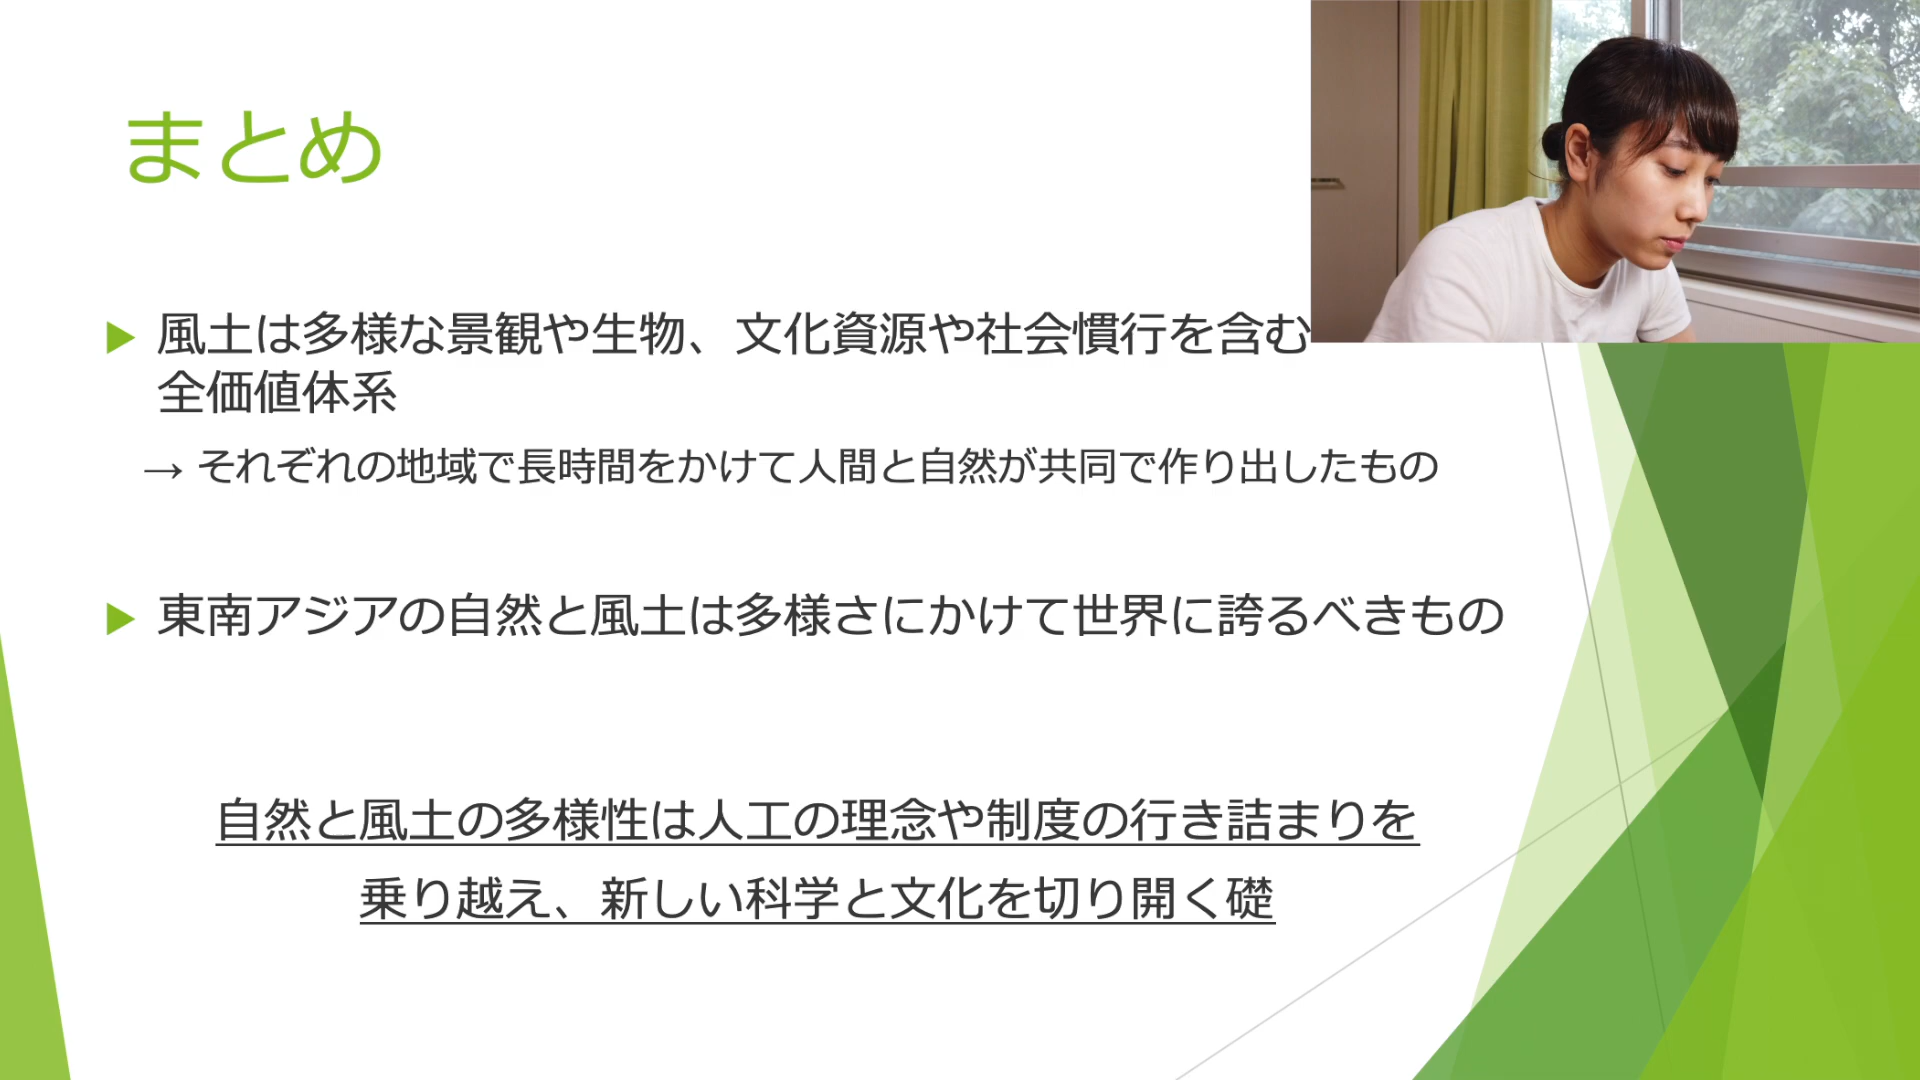 まとめ
風土は多様な景観や生物、文化資源や社会慣行を含む
全価値体系
→ それぞれの地域で長時間をかけて人間と自然が共同で作り出したもの
東南アジアの自然と風土は多様さにかけて世界に誇るべきもの
自然と風土の多様性は人工の理念や制度の行き詰まりを
乗り越え、新しい科学と文化を切り開く礎